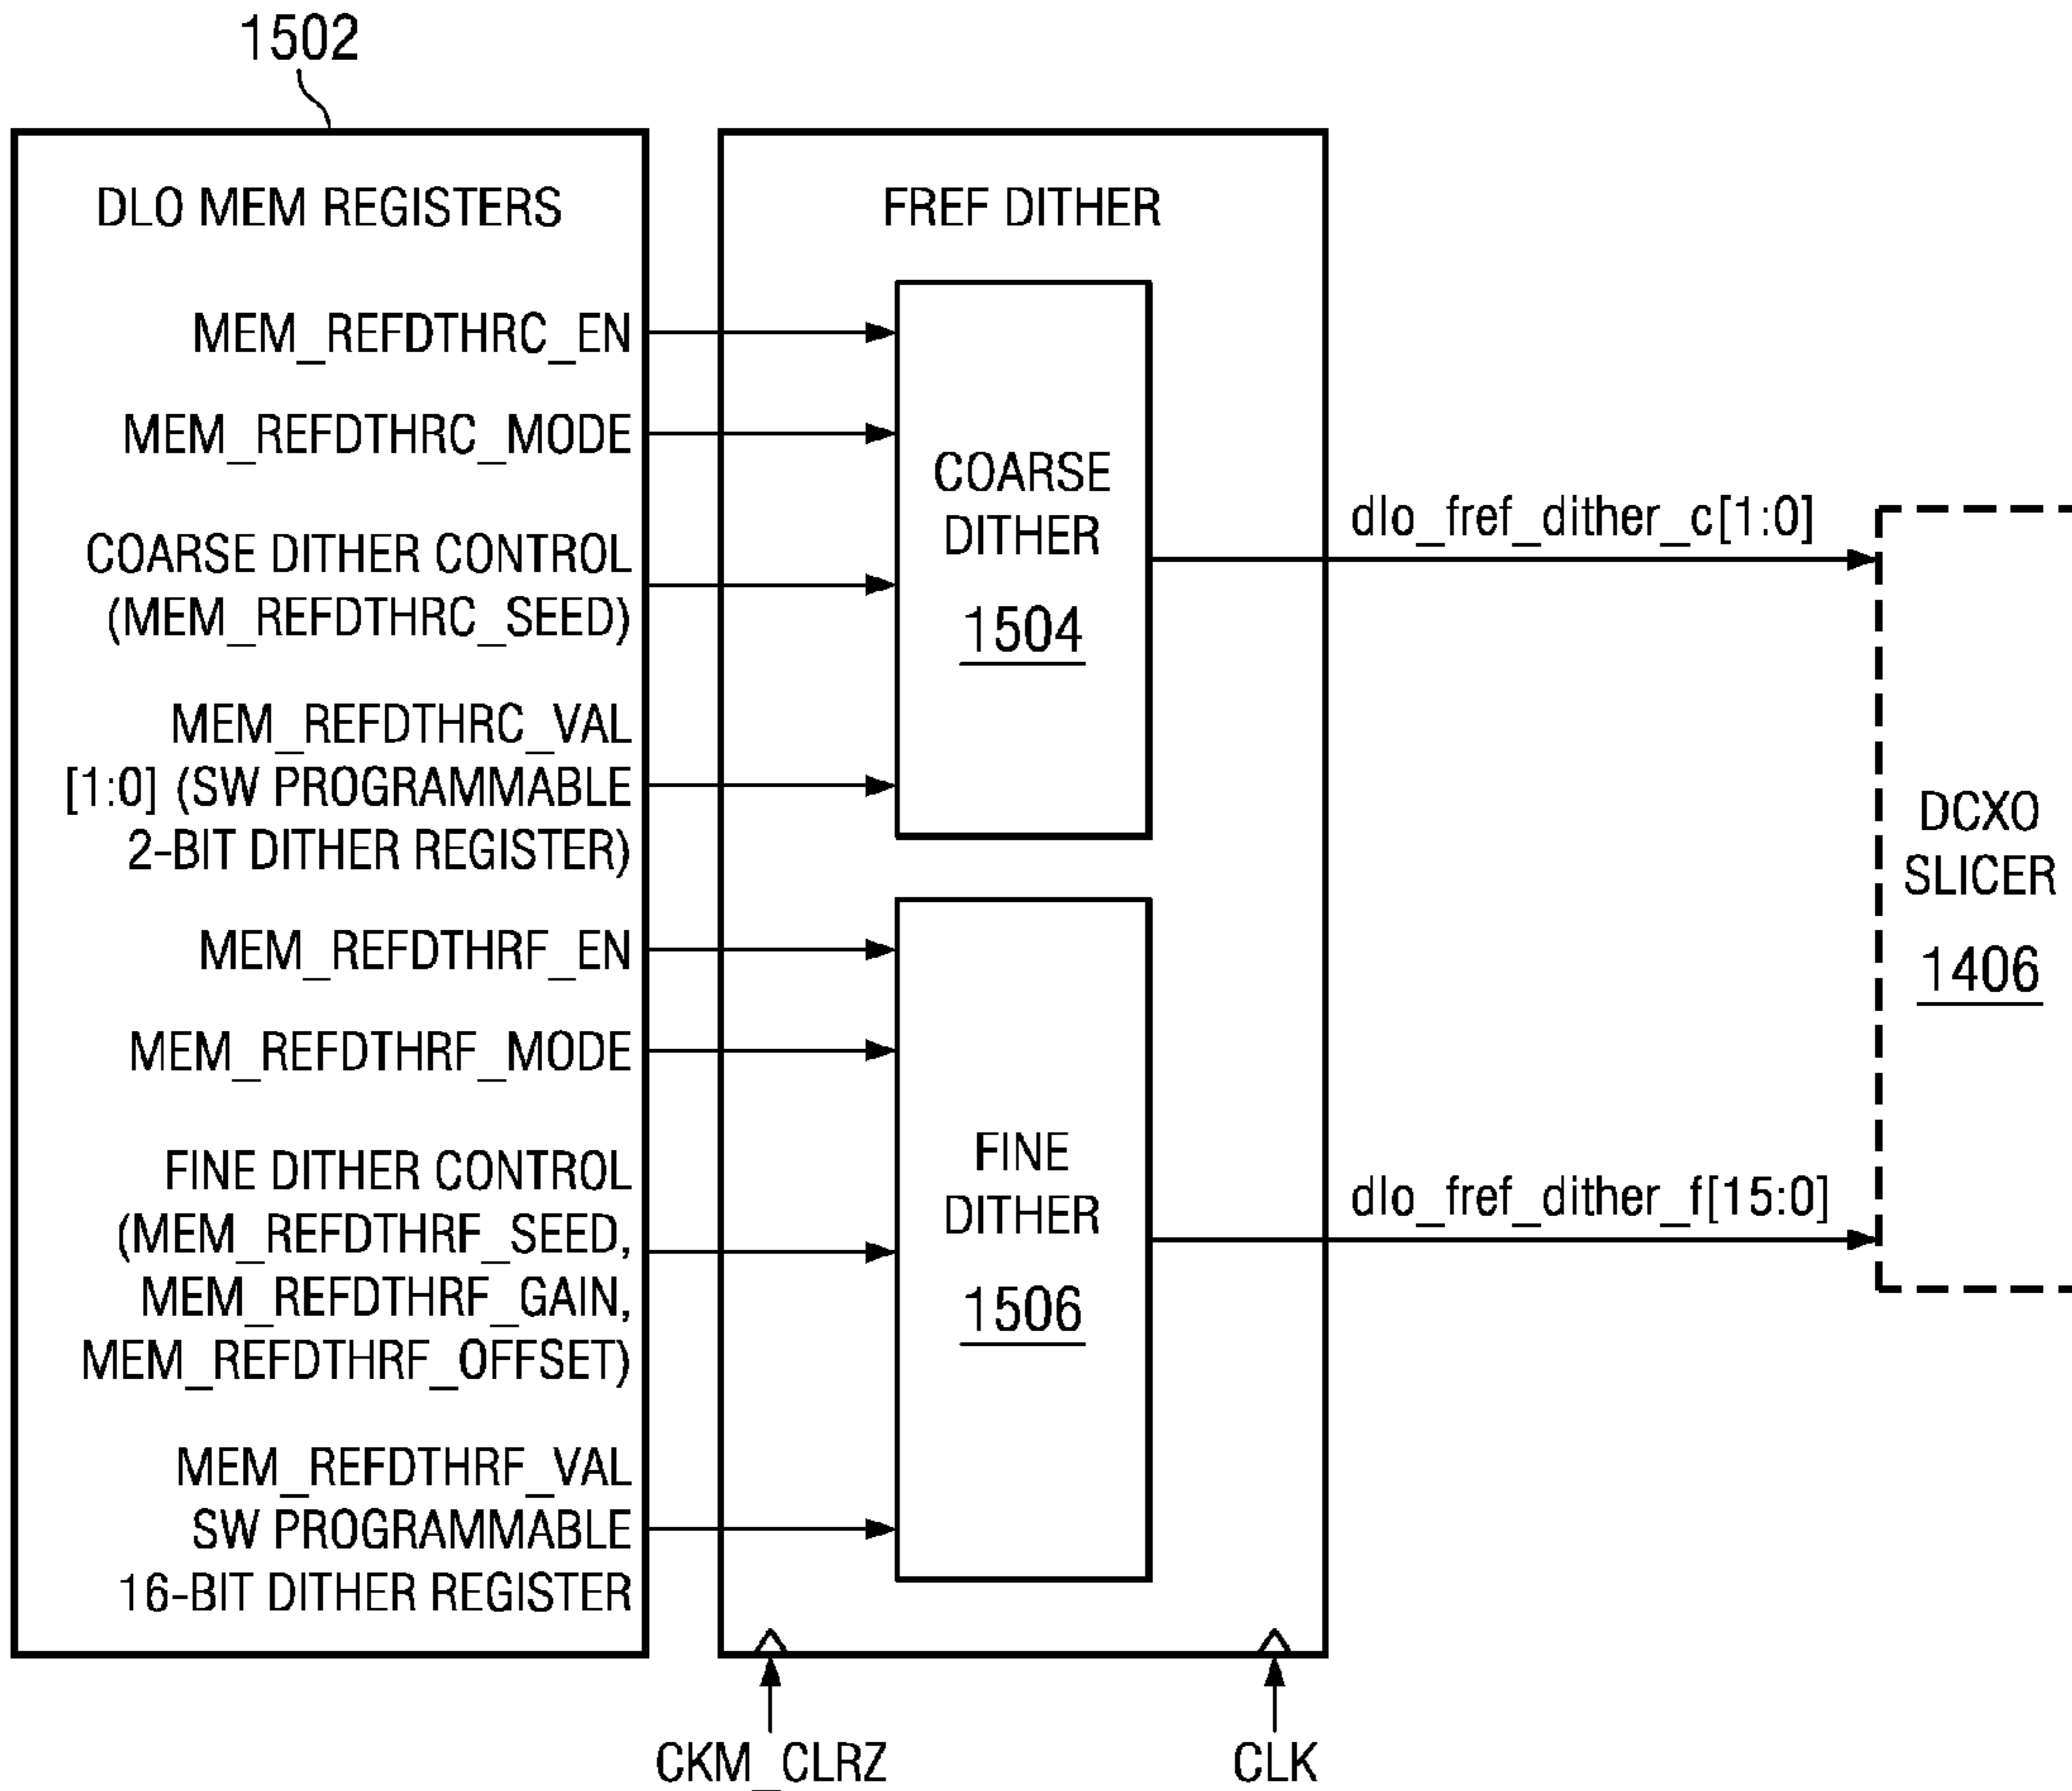 1502
DLO MEM REGISTERS
MEM_REFDTHRC_EN
MEM_REFDTHRC_MODE
COARSE DITHER CONTROL
(MEM_REFDTHRC_SEED)
MEM_REFDTHRC_VAL
[1:0] (SW PROGRAMMABLE
2-BIT DITHER REGISTER)
MEM_REFDTHRF_EN
MEM_REFDTHRF_MODE
FINE DITHER CONTROL
(MEM_REFDTHRF_SEED,
MEM_REFDTHRF_GAIN,
MEM_REFDTHRF_OFFSET)
MEM_REFDTHRF_VAL
SW PROGRAMMABLE
16-BIT DITHER REGISTER
FREF DITHER
COARSE
DITHER
1504
FINE
DITHER
1506
CKM_CLRZ
CLK
dlo_fref_dither_c[1:0]
dlo_fref_dither_f[15:0]
DCXO
SLICER
1406